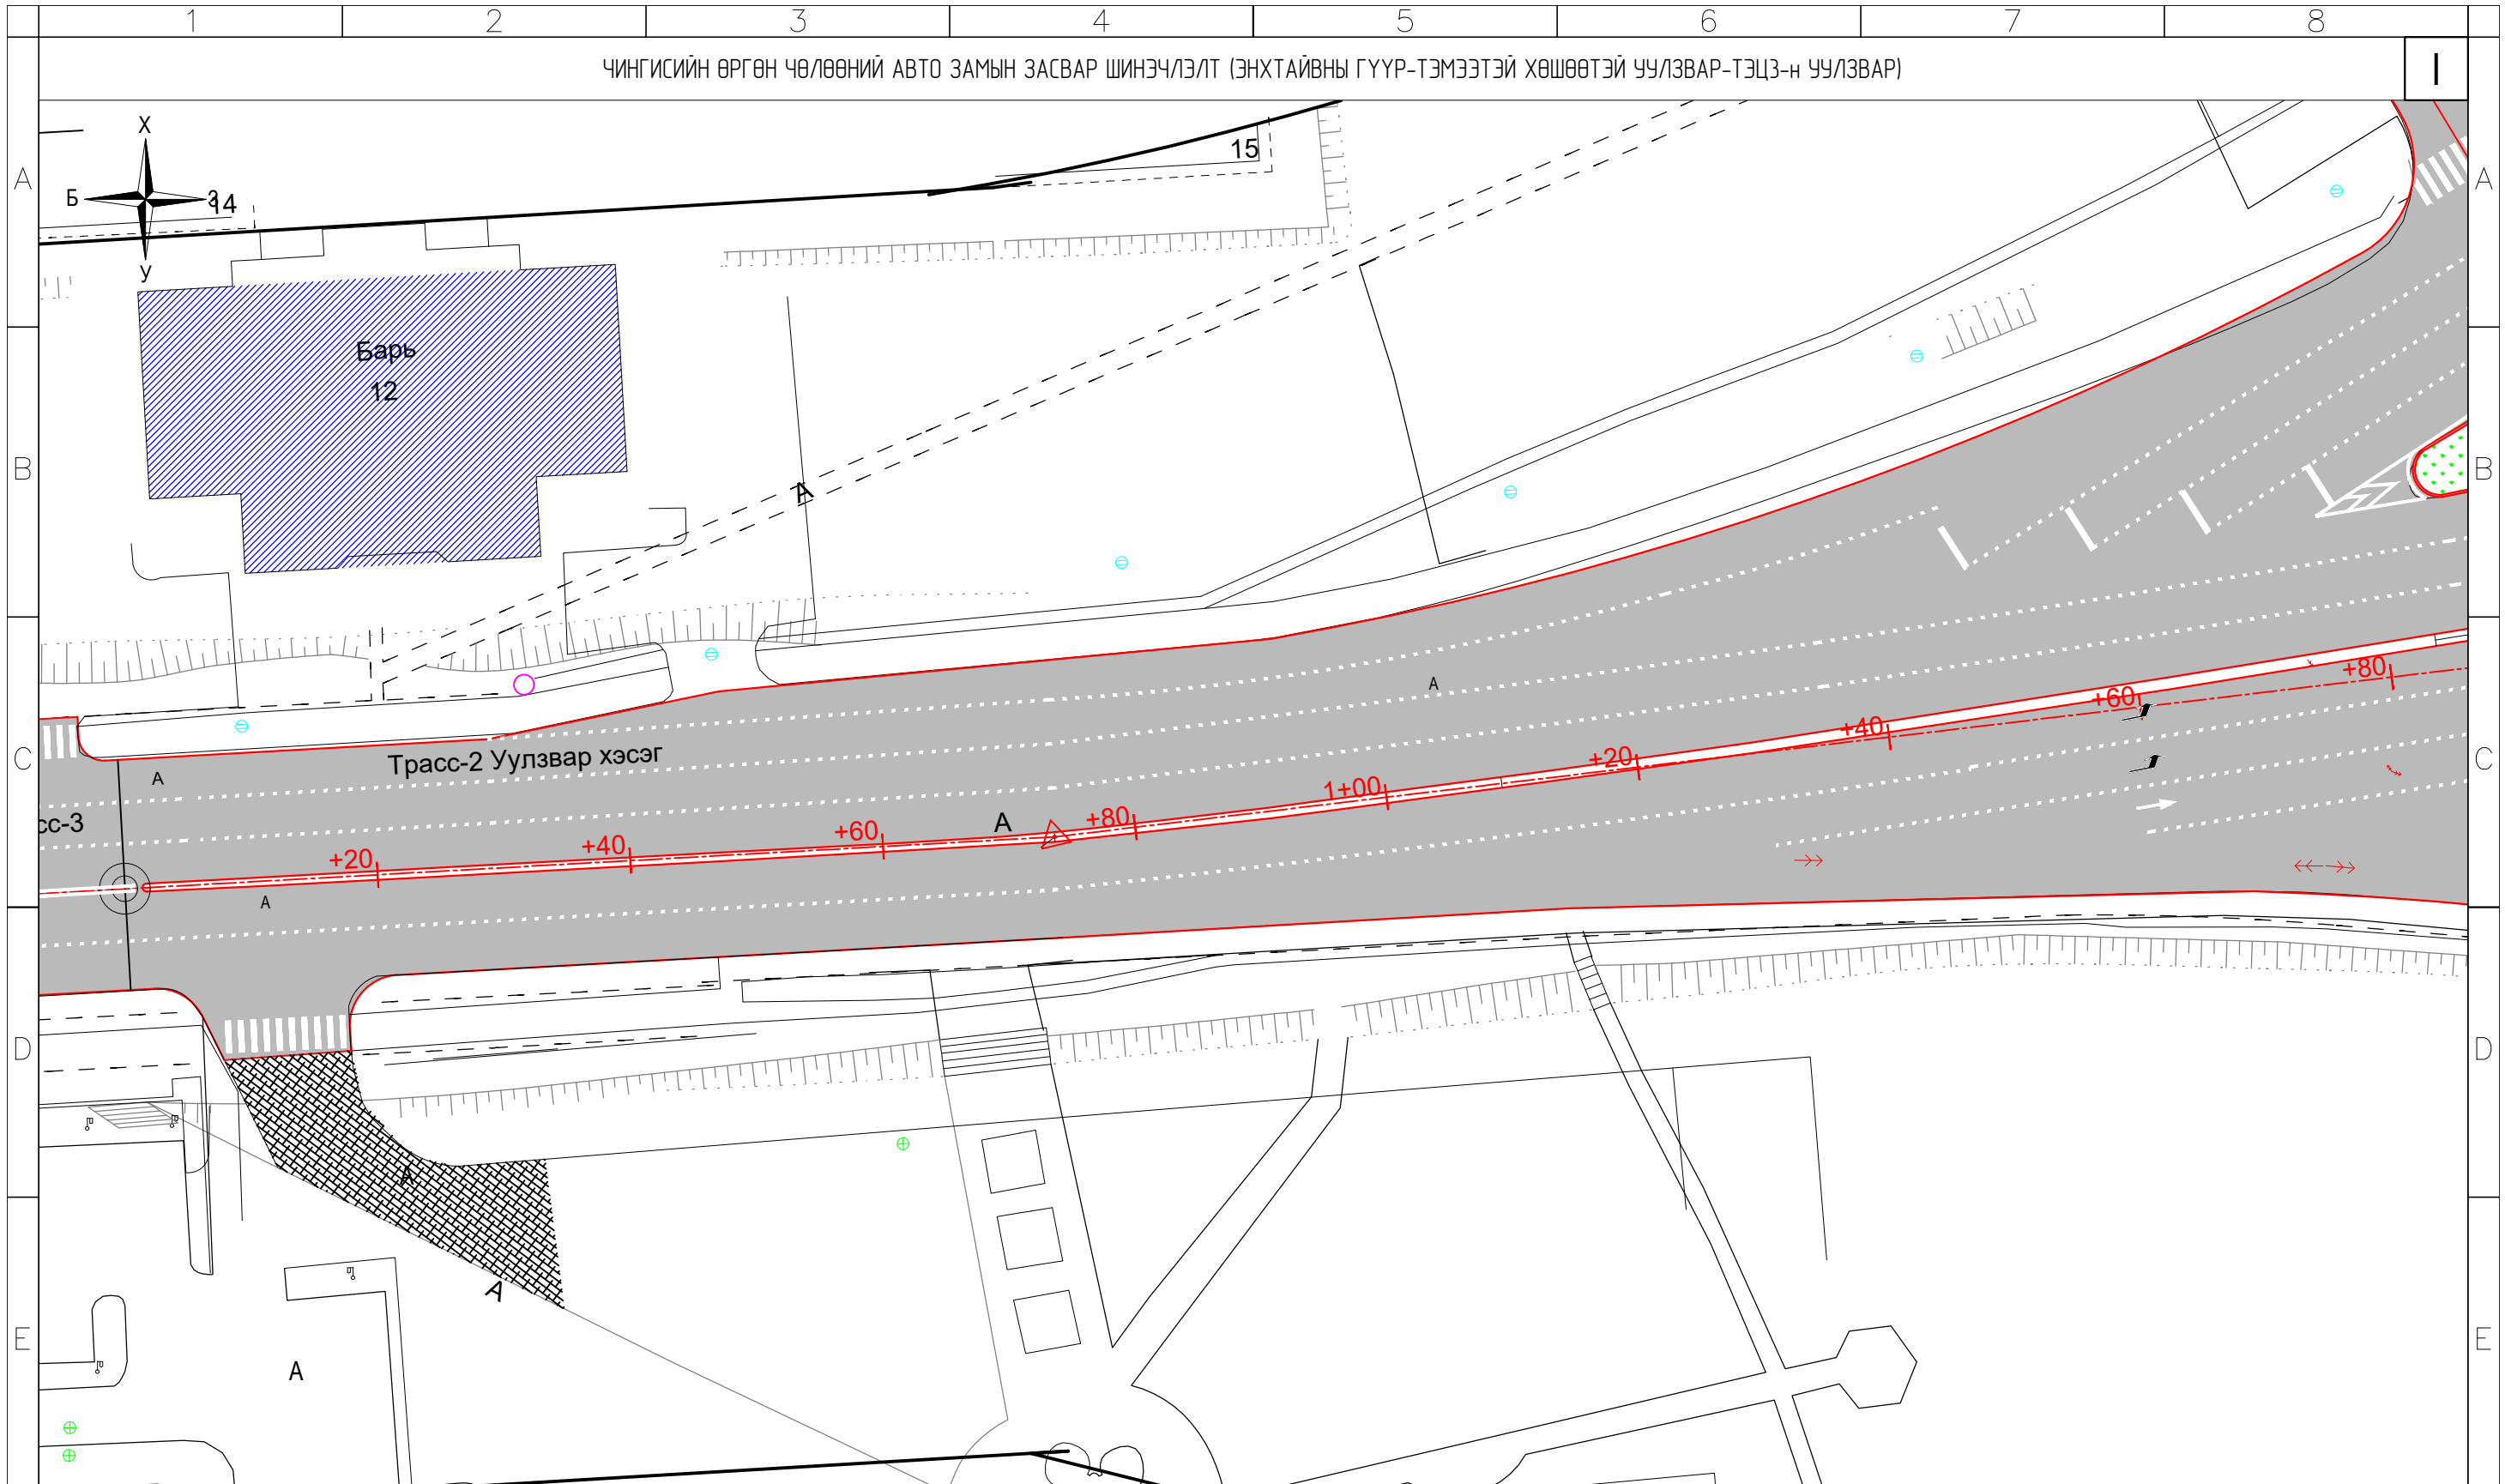 1 2 3 4 5 6 7 8
ЧИНГИСИЙН ӨРГӨН ЧӨЛӨӨНИЙ АВТО ЗАМЫН ЗАСВАР ШИНЭЧЛЭЛТ (ЭНХТАЙВНЫ ГҮҮР-ТЭМЭЭТЭЙ ХӨШӨӨТЭЙ УУЛЗВАР-ТЭЦ3-н УУЛЗВАР)
I
X
15
A
A
Б
З
14
У
Барь
12
B
B
А
А
+80
+60
+40
Трасс-2 Уулзвар хэсэг
C
C
+20
А
1+00
+80
А
сс-3
+60
+40
+20
А
D
D
А
А
E
E
А